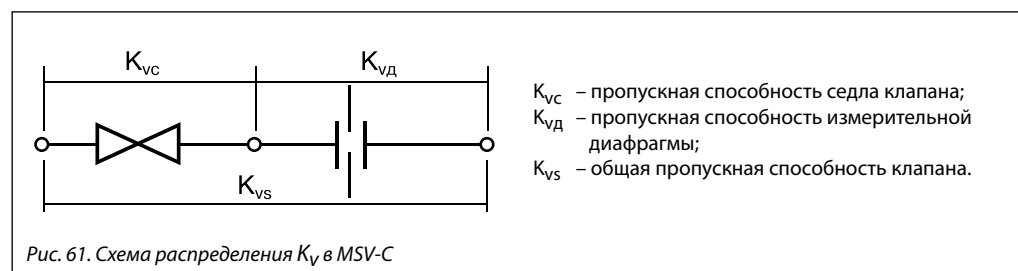 Kvc Kvд
Kvs
Kvc – пропускная способность седла клапана;
Kvд – пропускная способность измерительной
диафрагмы;
Kvs – общая пропускная способность клапана.
Рис. 61. Схема распределения Kv в MSV-C